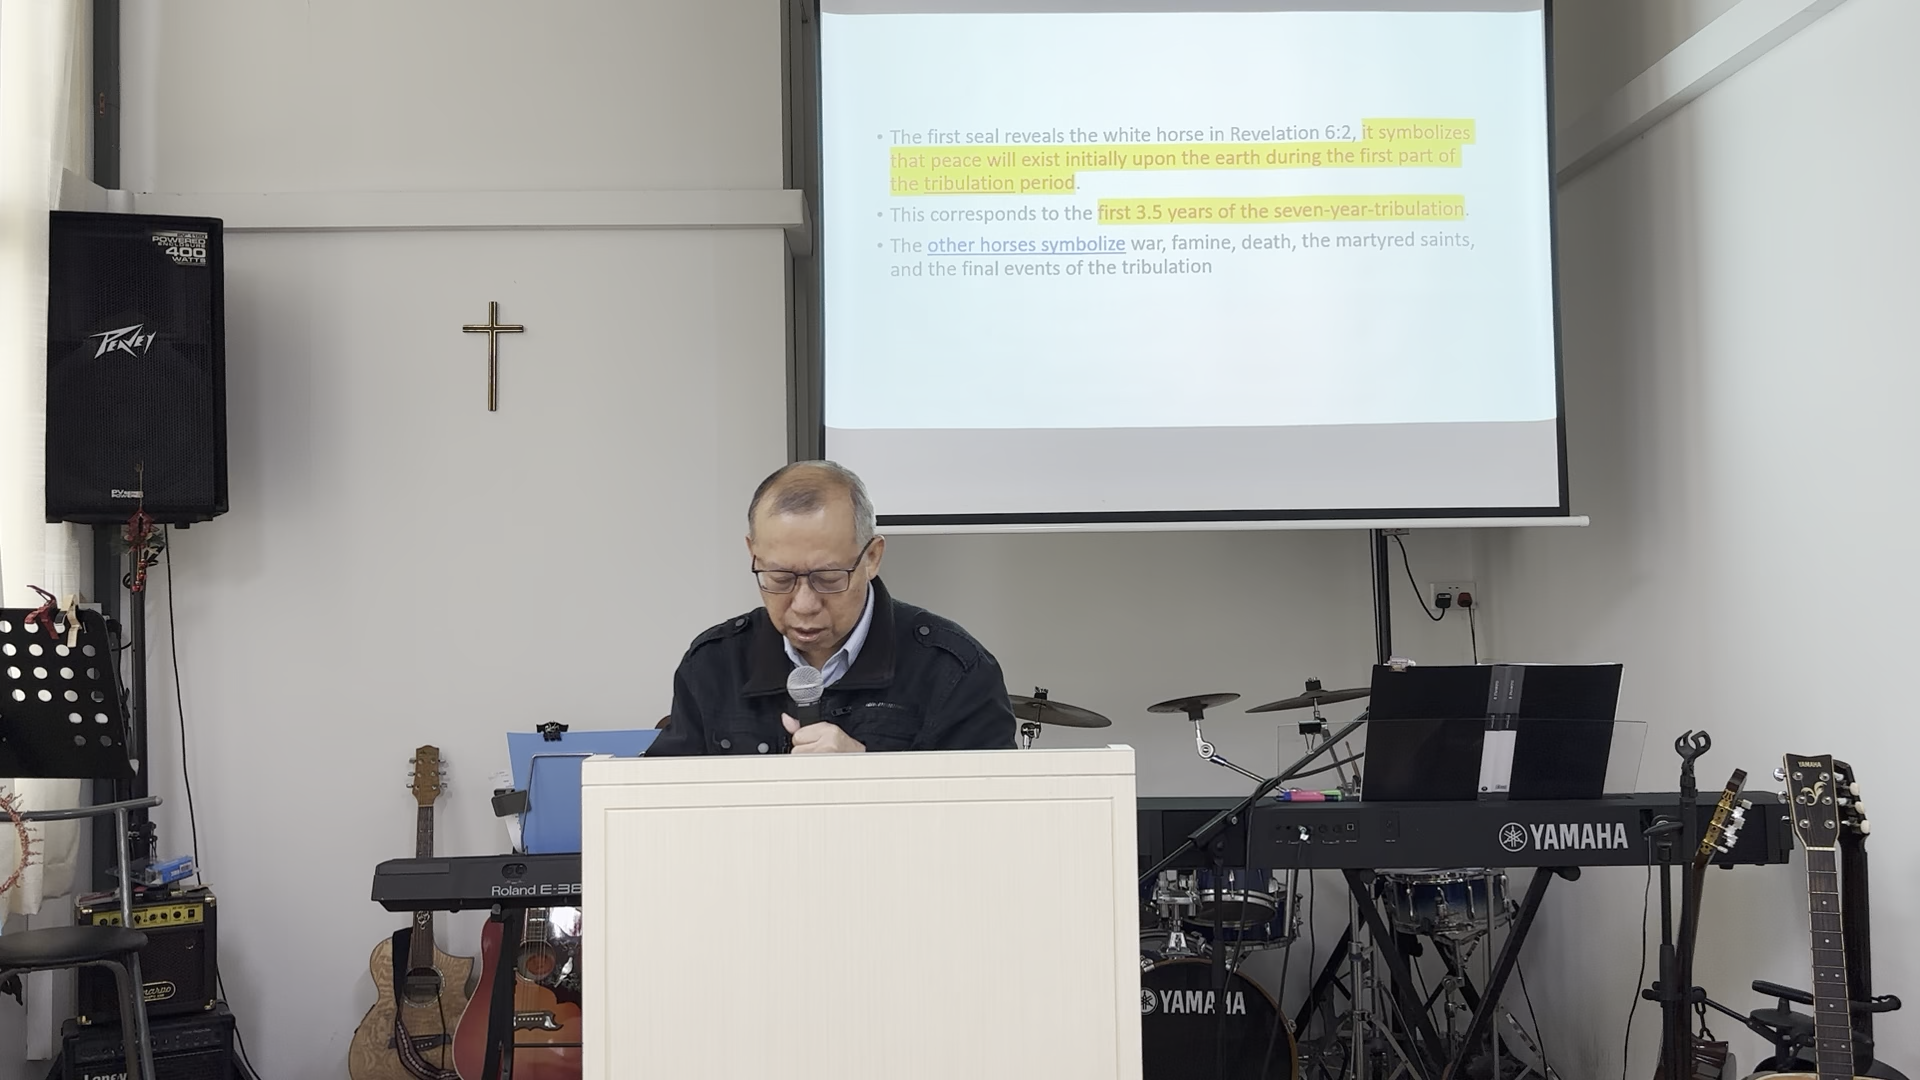 • The first seal reveals the white horse in Revelation 6:2, it symbolizes
that peace will exist initially upon the earth during the first part of
the tribulation period.
• This corresponds to the first 3.5 years of the seven-year-tribulation.
• The other horses symbolize war, famine, death, the martyred saints,
and the final events of the tribulation
POWERED
ENCLOSURE
400
WATTS
PEAVEY
Roland E-38
YAMAHA
YAMAHA
YAMAHA
Laney